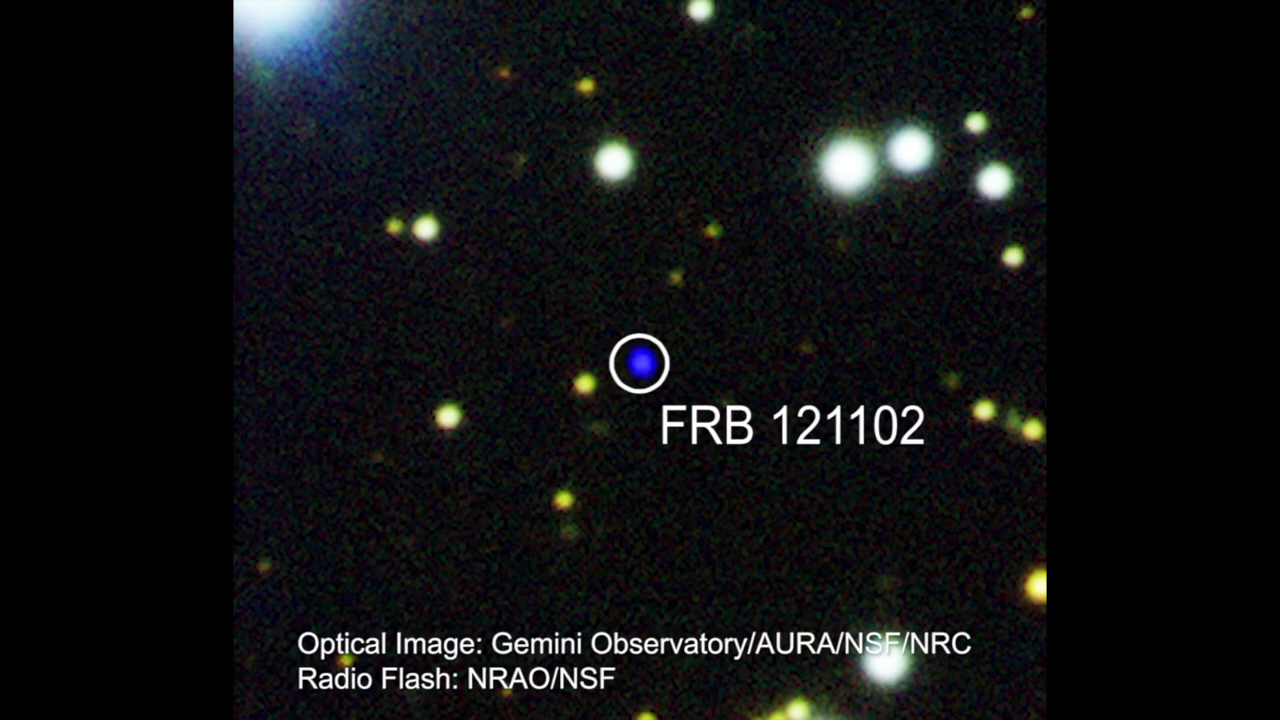 FRB 121102
Optical Image: Gemini Observatory/AURA/NSF/NRC
Radio Flash: NRAO/NSF